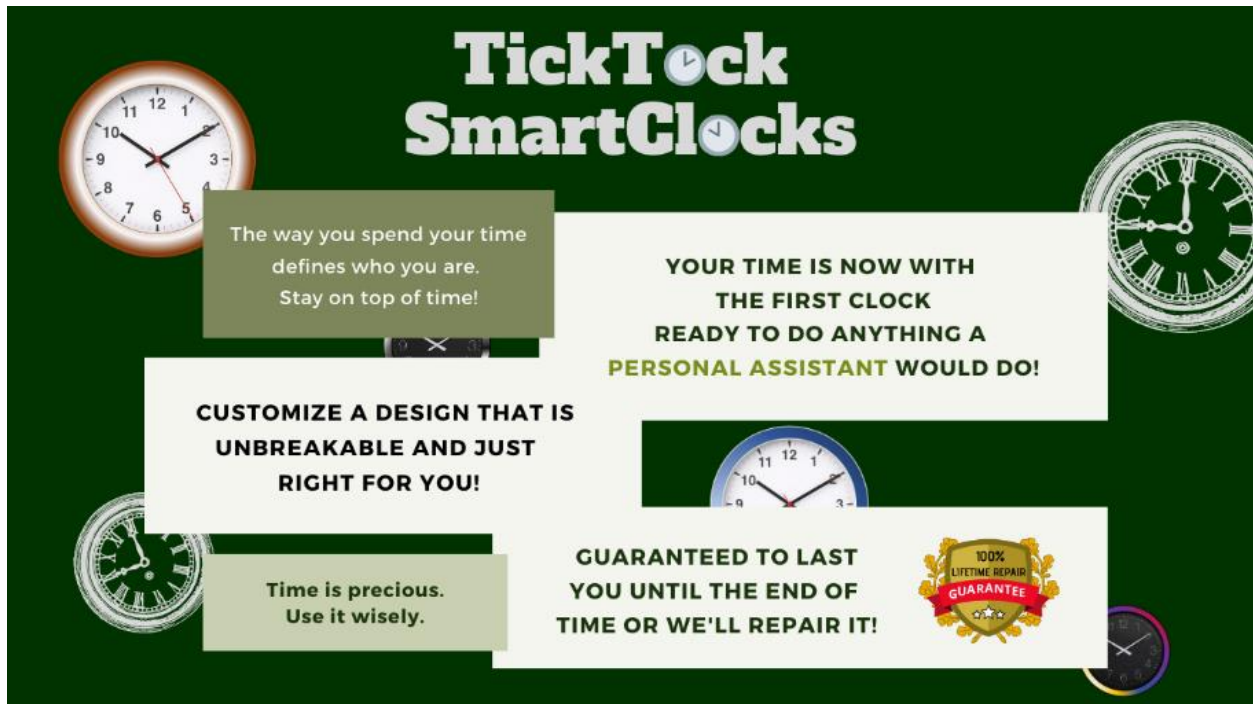 TickTock
SmartClocks
The way you spend your time
defines who you are.
Stay on top of time!
YOUR TIME IS NOW WITH
THE FIRST CLOCK
READY TO DO ANYTHING A
PERSONAL ASSISTANT WOULD DO!
CUSTOMIZE A DESIGN THAT IS
UNBREAKABLE AND JUST
RIGHT FOR YOU!
GUARANTEED TO LAST
YOU UNTIL THE END OF
TIME OR WE'LL REPAIR IT!
100%
LIFETIME REPAIR
GUARANTEE
Time is precious.
Use it wisely.